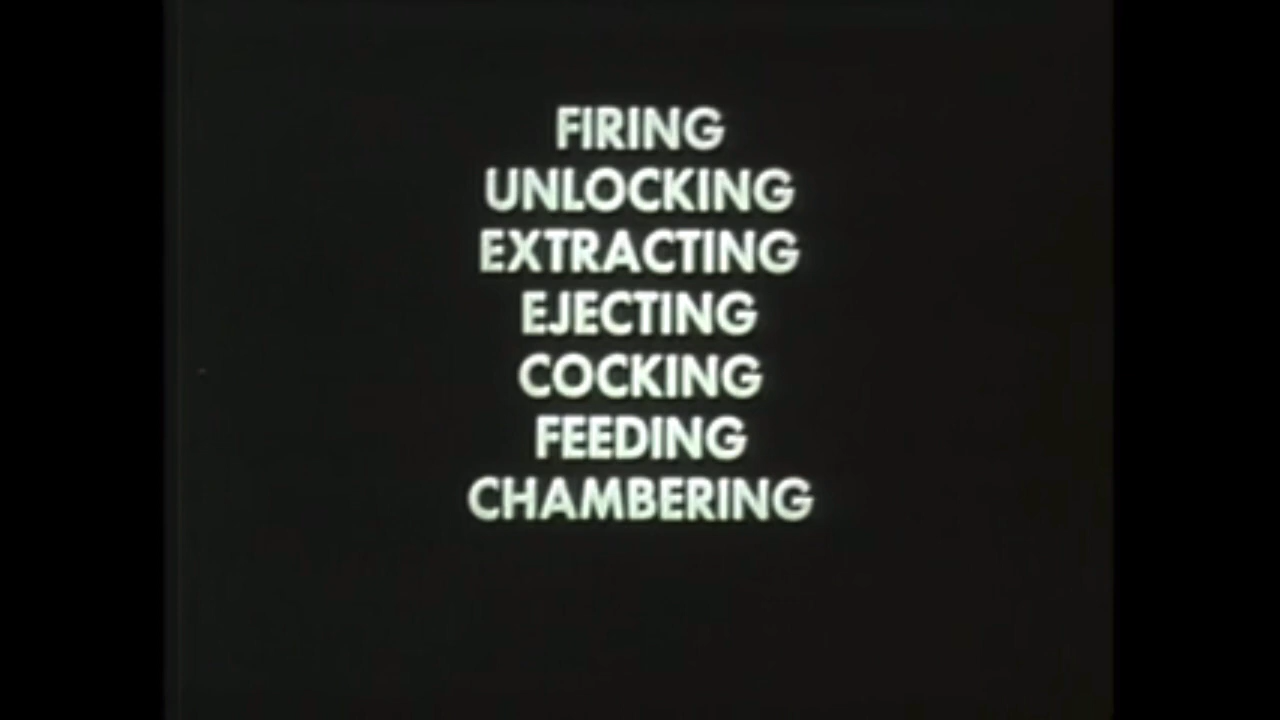 FIRING
UNLOCKING
EXTRACTING
EJECTING
COCKING
FEEDING
CHAMBERING